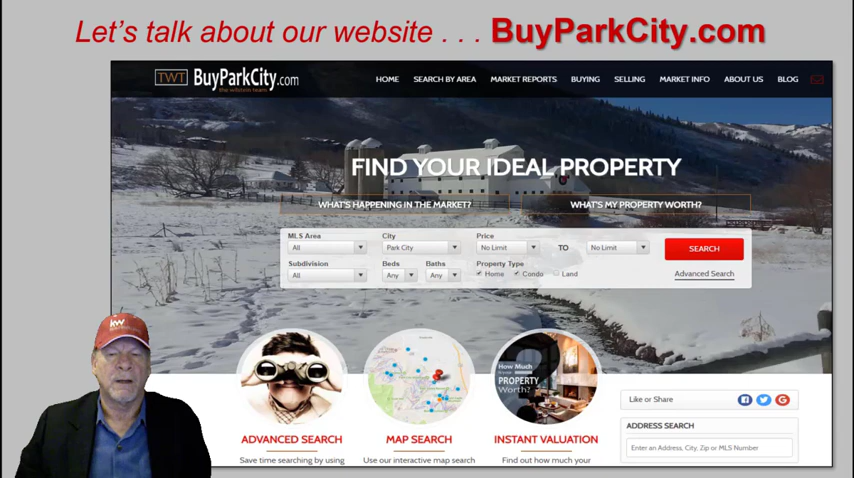 Let's talk about our website . . . BuyParkCity.com
TWT BuyParkCity.com
the willstein team
HOME SEARCH BY AREA MARKET REPORTS BUYING SELLING MARKET INFO ABOUT US BLOG
FIND YOUR IDEAL PROPERTY
WHAT'S HAPPENING IN THE MARKET? WHAT'S MY PROPERTY WORTH?
MLS Area City Price
All Park City No Limit TO No Limit SEARCH
Subdivision Beds Baths Property Type
All Any Any Home Condo Land Advanced Search
kw
How Much
PROPERTY
Worth?
Like or Share
ADDRESS SEARCH
Enter an Address, City, Zip or MLS Number
ADVANCED SEARCH MAP SEARCH INSTANT VALUATION
Save time searching by using Use our interactive map search Find out how much your